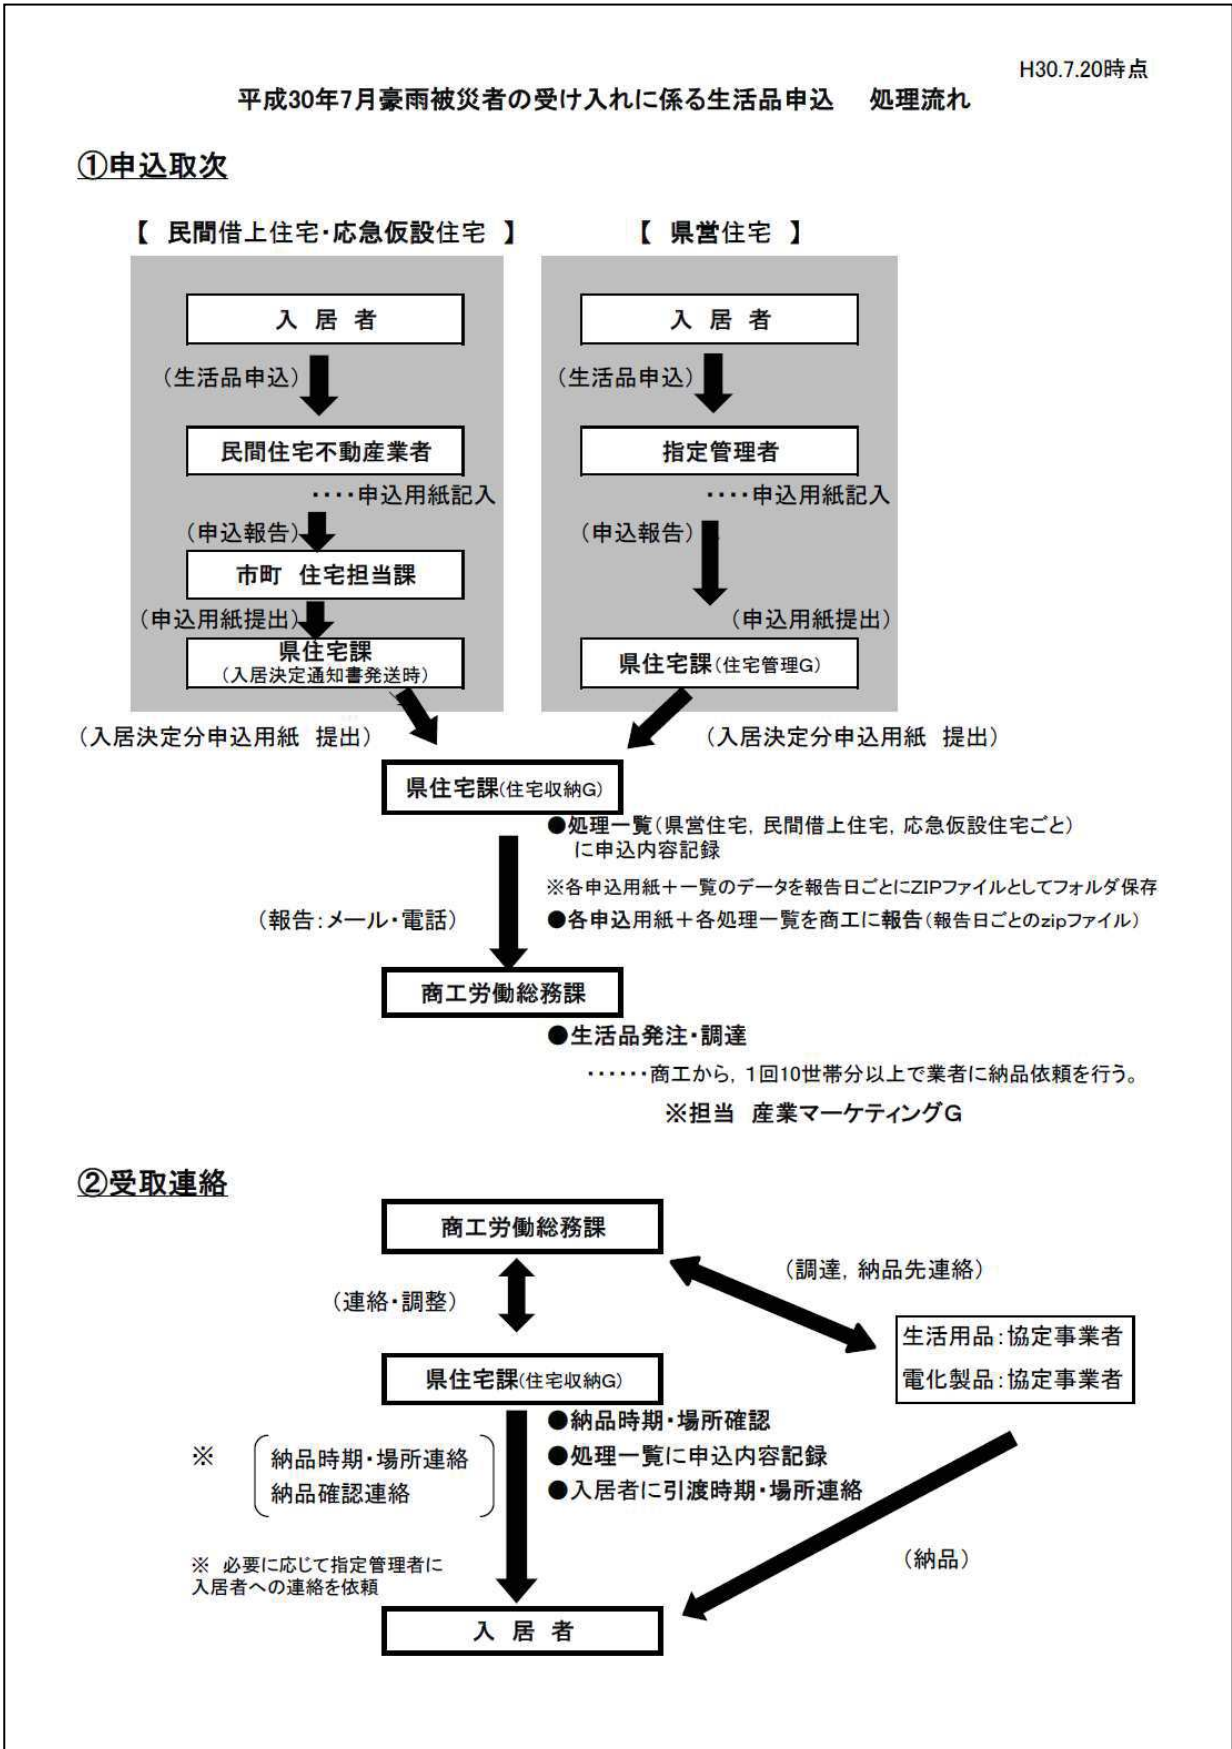 H30.7.20時点
平成30年7月豪雨被災者の受け入れに係る生活品申込　処理流れ
①申込取次
【 民間借上住宅・応急仮設住宅 】
入 居 者
(生活品申込)
民間住宅不動産業者
‥‥申込用紙記入
(申込報告)
市町 住宅担当課
(申込用紙提出)
県住宅課
(入居決定通知書発送時)
(入居決定分申込用紙 提出)
【 県営住宅 】
入 居 者
(生活品申込)
指定管理者
‥‥申込用紙記入
(申込報告)
(申込用紙提出)
県住宅課(住宅管理G)
(入居決定分申込用紙 提出)
県住宅課(住宅収納G)
●処理一覧(県営住宅, 民間借上住宅, 応急仮設住宅ごと)
に申込内容記録
※各申込用紙＋一覧のデータを報告日ごとにZIPファイルとしてフォルダ保存
(報告:メール・電話)
●各申込用紙＋各処理一覧を商工に報告(報告日ごとのzipファイル)
商工労働総務課
●生活品発注・調達
‥‥‥商工から, 1回10世帯分以上で業者に納品依頼を行う。
※担当 産業マーケティングG
②受取連絡
商工労働総務課
(調達, 納品先連絡)
(連絡・調整)
生活用品:協定事業者
電化製品:協定事業者
県住宅課(住宅収納G)
●納品時期・場所確認
●処理一覧に申込内容記録
●入居者に引渡時期・場所連絡
※
納品時期・場所連絡
納品確認連絡
(納品)
※ 必要に応じて指定管理者に
入居者への連絡を依頼
入 居 者